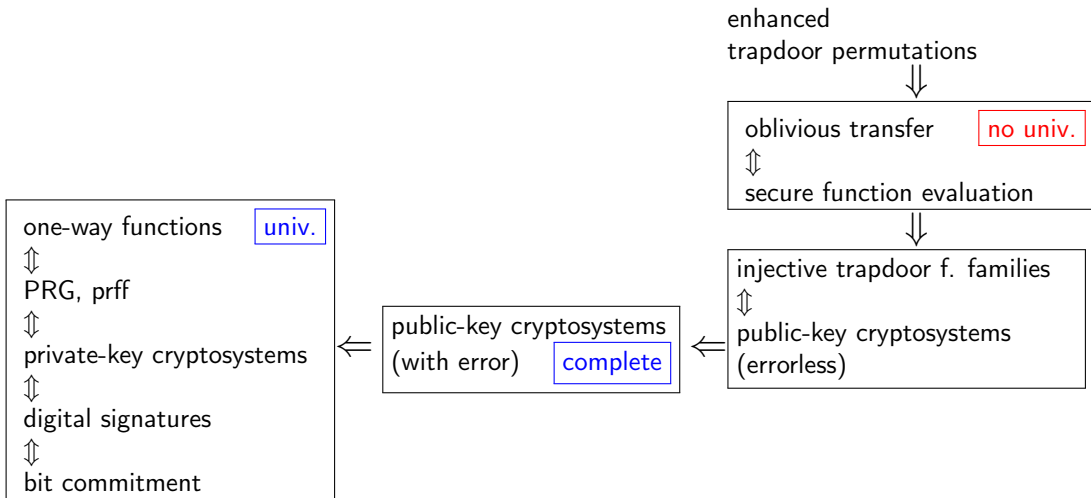 enhanced
trapdoor permutations
⇓
oblivious transfer no univ.
⇕
secure function evaluation
⇓
one-way functions univ.
⇕
PRG, prff
⇕
private-key cryptosystems
⇕
digital signatures
⇕
bit commitment
⇐
public-key cryptosystems
(with error) complete
⇐
injective trapdoor f. families
⇕
public-key cryptosystems
(errorless)